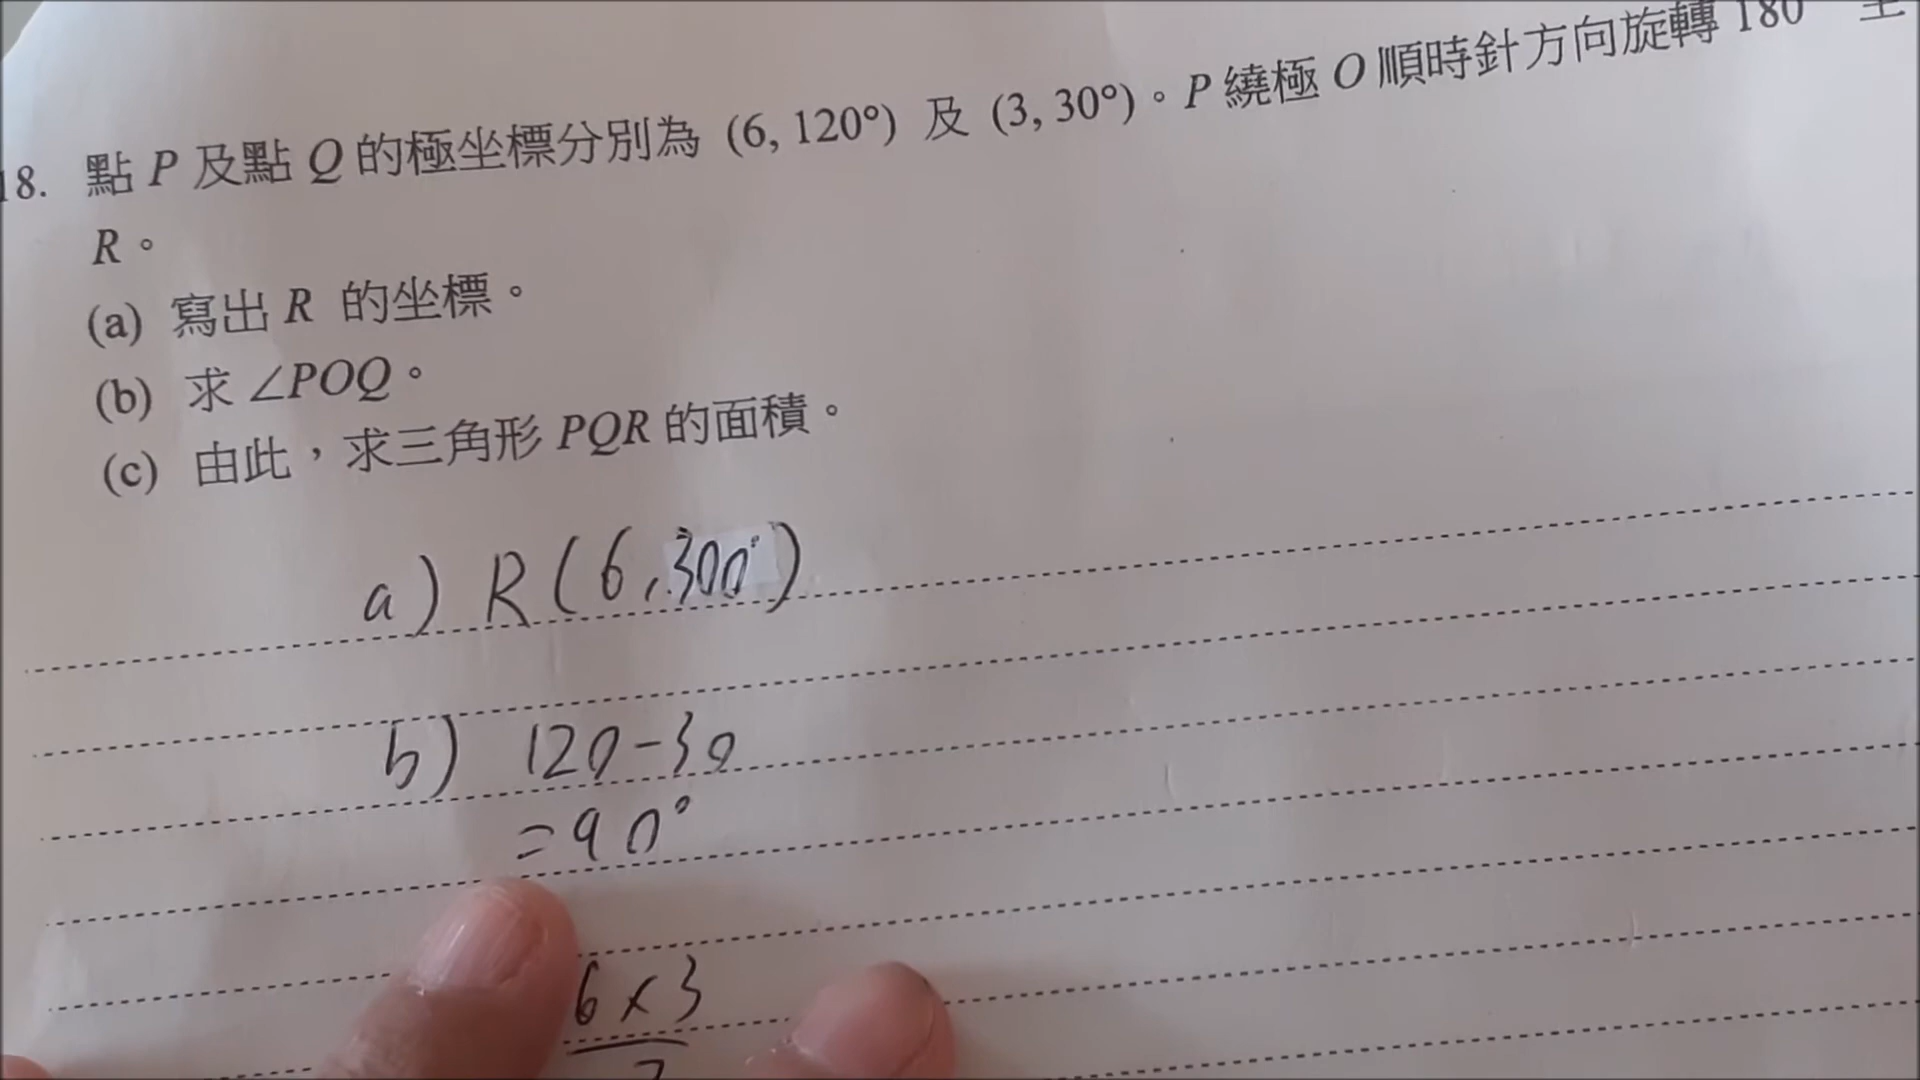 18. 點 P 及點 Q 的極坐標分別為 (6, 120°) 及 (3, 30°)。P 繞極 O 順時針方向旋轉 180 至
R。
(a) 寫出 R 的坐標。
(b) 求 ∠POQ。
(c) 由此,求三角形 PQR 的面積。
a) R(6,300°)
b) 120-30
=90°
6×3